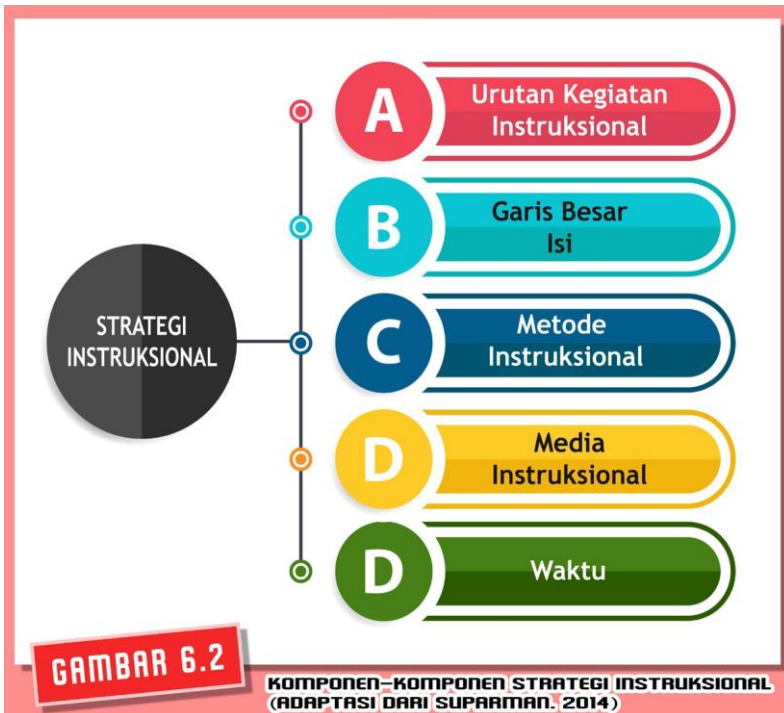 STRATEGI
INSTRUKSIONAL
A
Urutan Kegiatan
Instruksional
B
Garis Besar
Isi
C
Metode
Instruksional
D
Media
Instruksional
D
Waktu
GAMBAR 6.2
KOMPONEN-KOMPONEN STRATEGI INSTRUKSIONAL
(ADAPTASI DARI SUPARMAN. 2014)